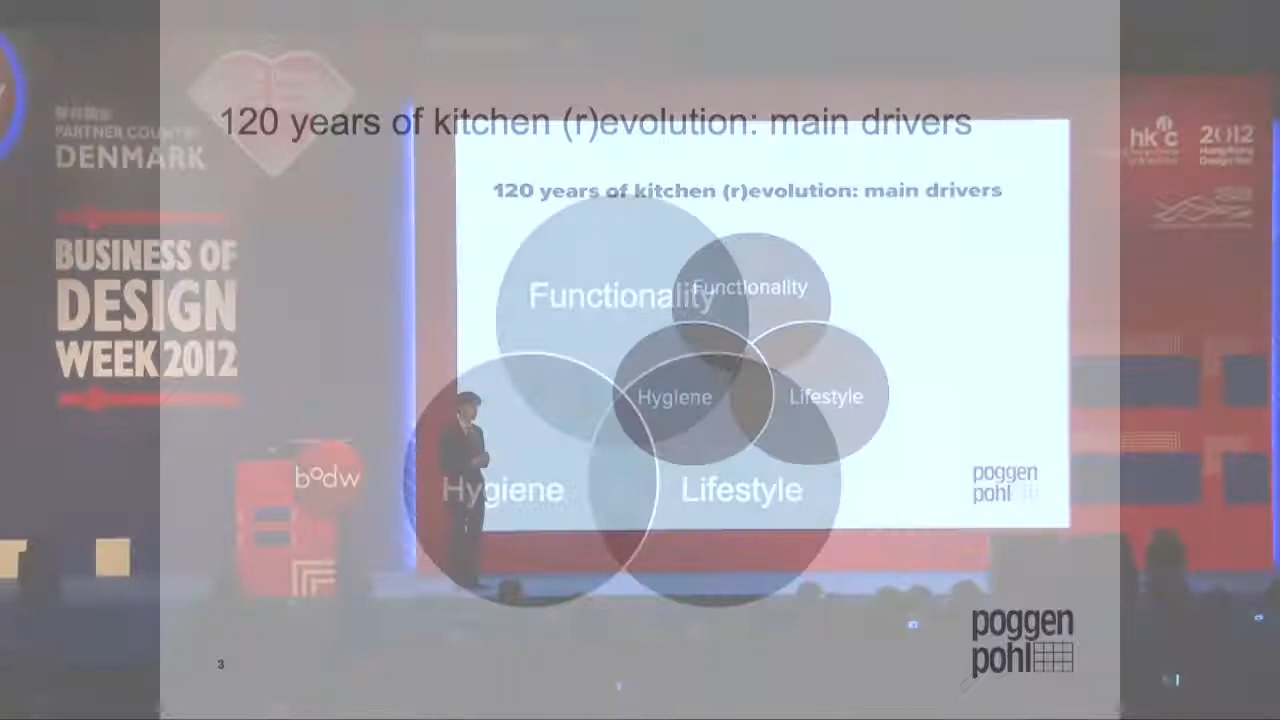 PARTNER COUNTRY
DENMARK
BUSINESS OF
DESIGN
WEEK 2012
bodw
120 years of kitchen (r)evolution: main drivers
Functionality
Hygiene
Lifestyle
poggen
pohl
3
120 years of kitchen (r)evolution: main drivers
Functionality
Hygiene
Lifestyle
poggen
pohl
hkdc
2012